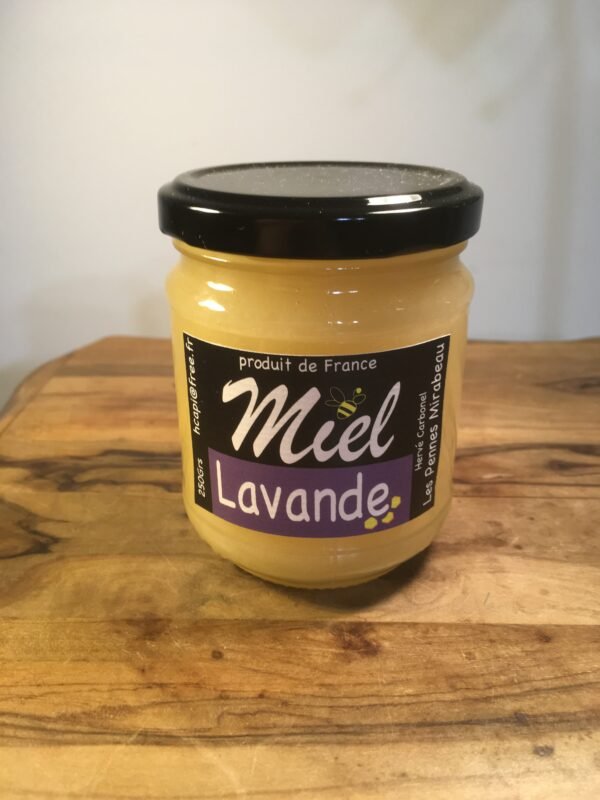 produit de France
Miel
Lavande
250Grs hcapi@free.fr
Hervé Carbonel
Les Pennes Mirabeau